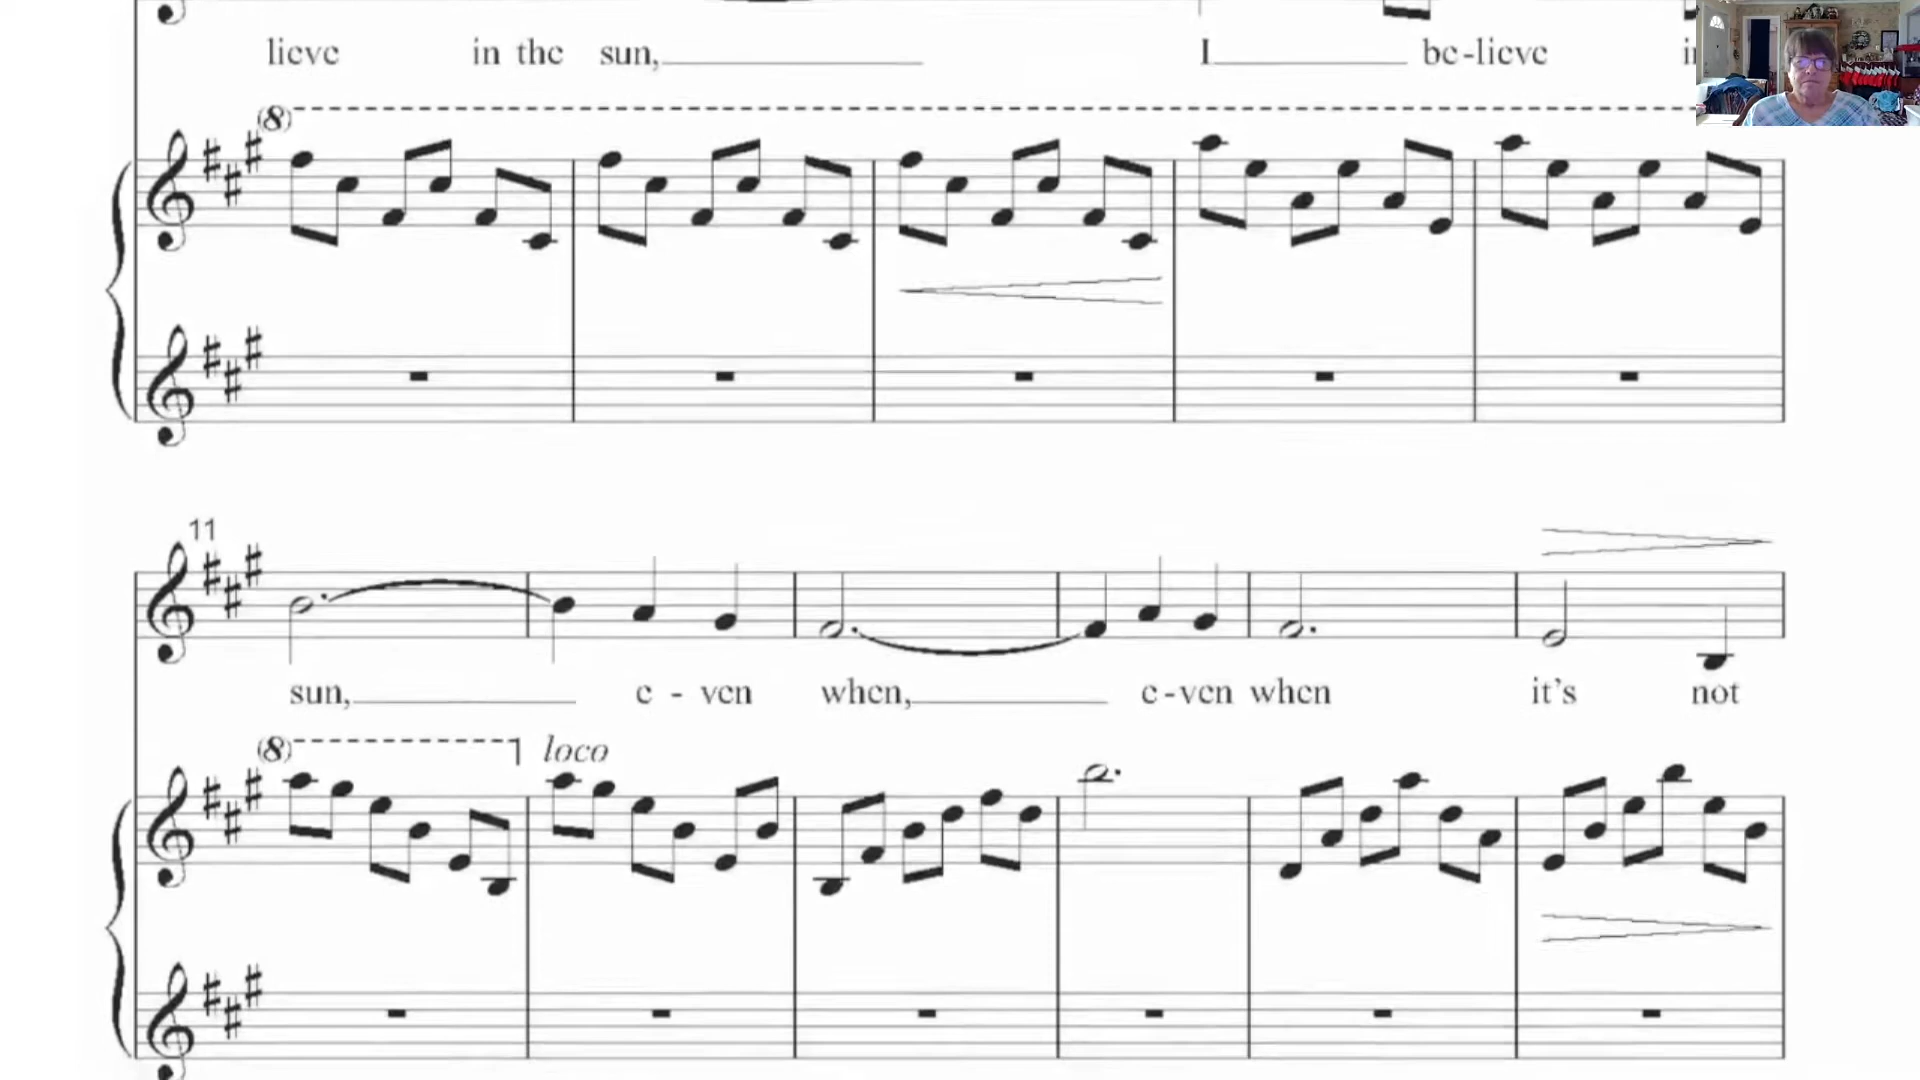 lieve in the sun, I be-lieve
(8)
11
sun, e - ven when, e-ven when it's not
(8) loco